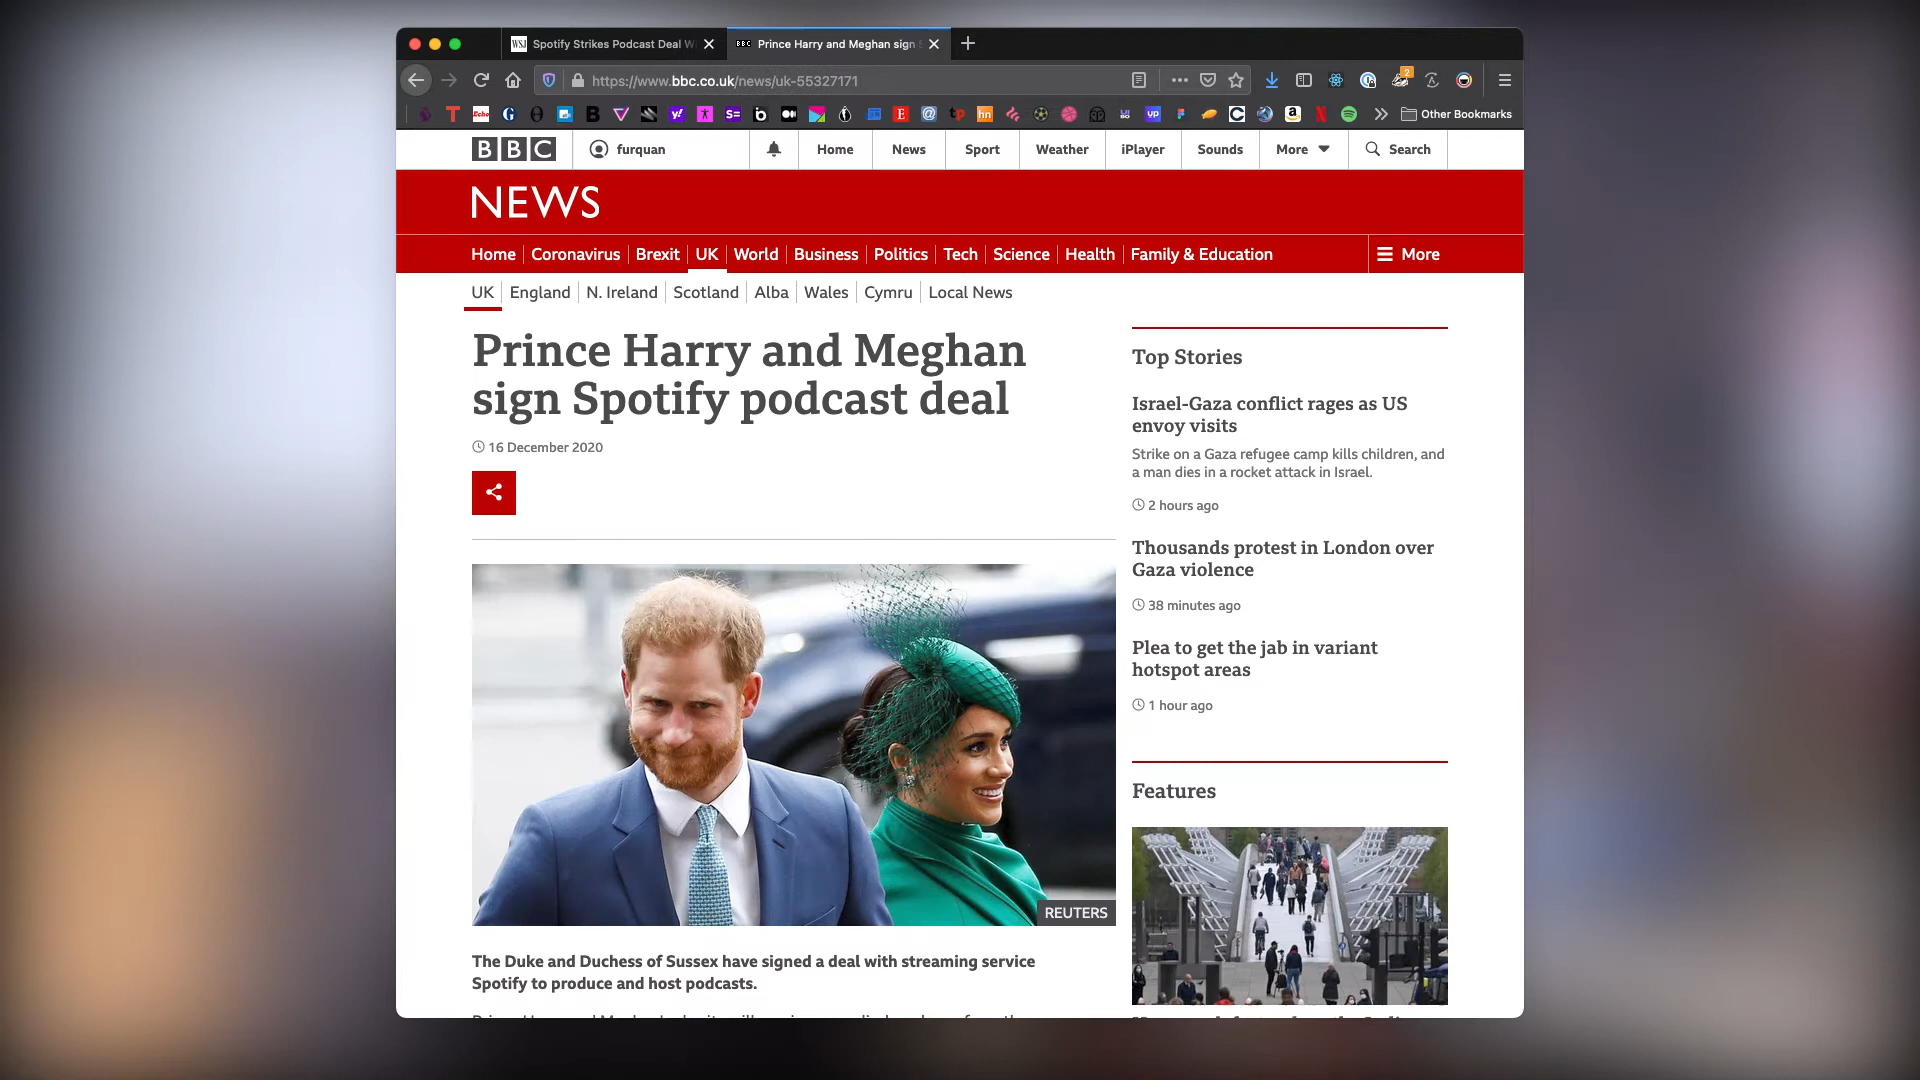 WSJ Spotify Strikes Podcast Deal W
BBC Prince Harry and Meghan sign
https://www.bbc.co.uk/news/uk-55327171
2
Other Bookmarks
BBC
furquan
Home
News
Sport
Weather
iPlayer
Sounds
More
Search
NEWS
Home
Coronavirus
Brexit
UK
World
Business
Politics
Tech
Science
Health
Family & Education
More
UK
England
N. Ireland
Scotland
Alba
Wales
Cymru
Local News
Prince Harry and Meghan
sign Spotify podcast deal
16 December 2020
REUTERS
The Duke and Duchess of Sussex have signed a deal with streaming service
Spotify to produce and host podcasts.
Top Stories
Israel-Gaza conflict rages as US
envoy visits
Strike on a Gaza refugee camp kills children, and
a man dies in a rocket attack in Israel.
2 hours ago
Thousands protest in London over
Gaza violence
38 minutes ago
Plea to get the jab in variant
hotspot areas
1 hour ago
Features